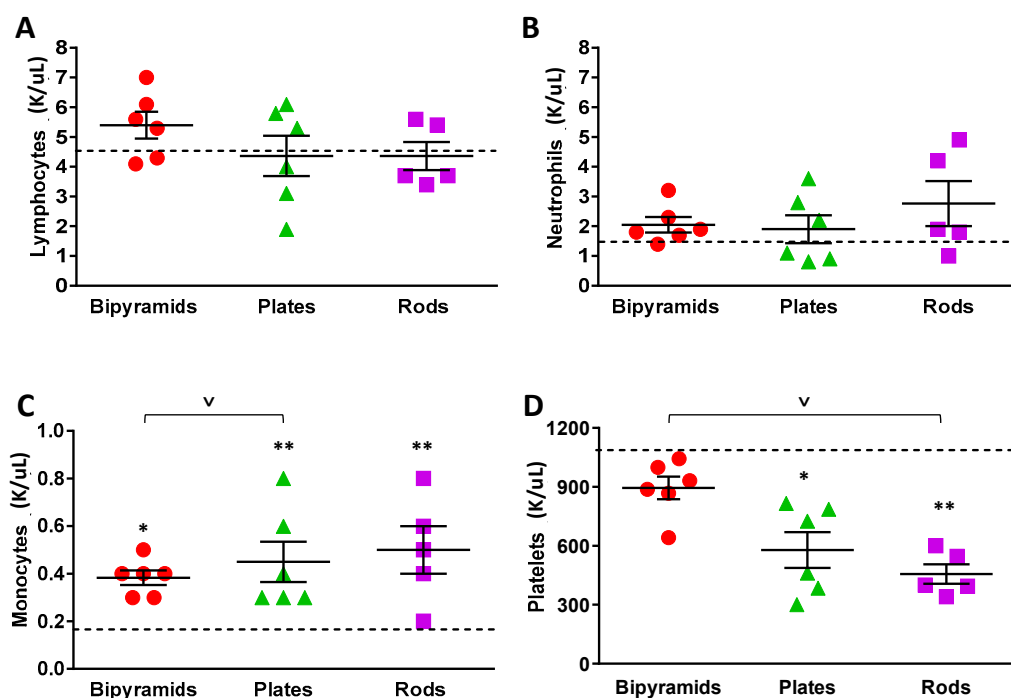 A
Lymphocytes (K/uL)
8
7
6
5
4
3
2
1
0
Bipyramids Plates Rods
B
Neutrophils (K/uL)
8
7
6
5
4
3
2
1
0
Bipyramids Plates Rods
C
Monocytes (K/uL)
1.0
0.8
0.6
0.4
0.2
0.0
v
* ** **
Bipyramids Plates Rods
D
Platelets (K/uL)
1200
900
600
300
0
v
* **
Bipyramids Plates Rods